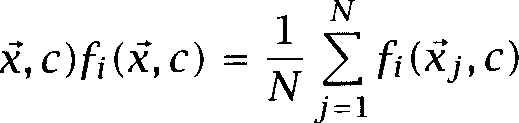 x⃗, c)fᵢ(x⃗, c) = 1/N ∑_{j=1}^{N} fᵢ(x⃗ⱼ, c)